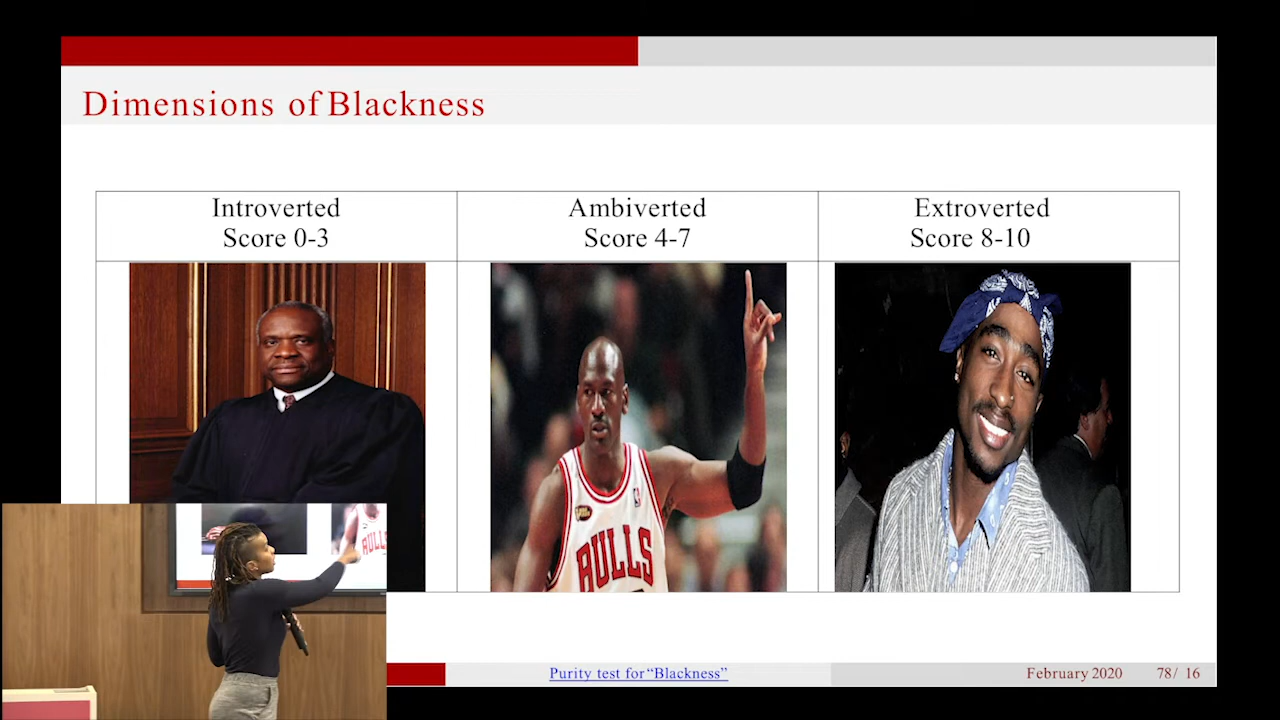 Dimensions of Blackness
Introverted
Score 0-3
Ambiverted
Score 4-7
Extroverted
Score 8-10
BULLS
BULLS
Purity test for “Blackness”
February 2020
78 / 16